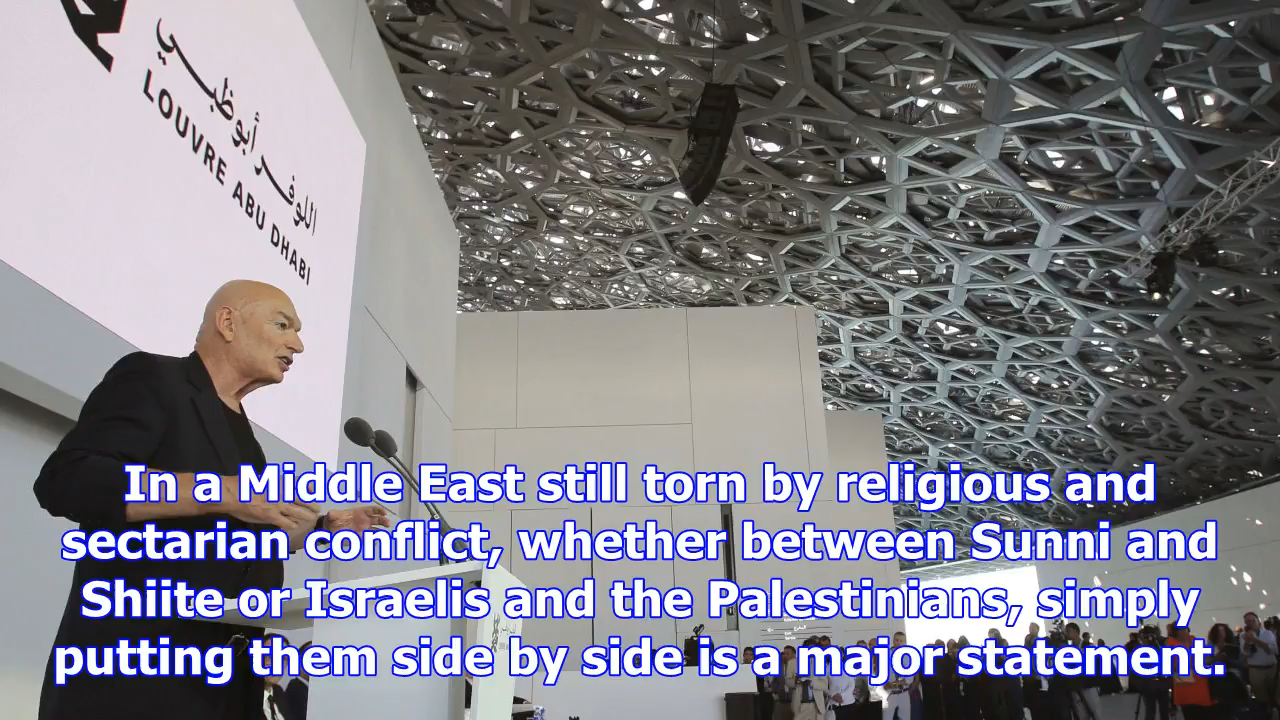 اللوفر أبوظبي
LOUVRE ABU DHABI
In a Middle East still torn by religious and
sectarian conflict, whether between Sunni and
Shiite or Israelis and the Palestinians, simply
putting them side by side is a major statement.